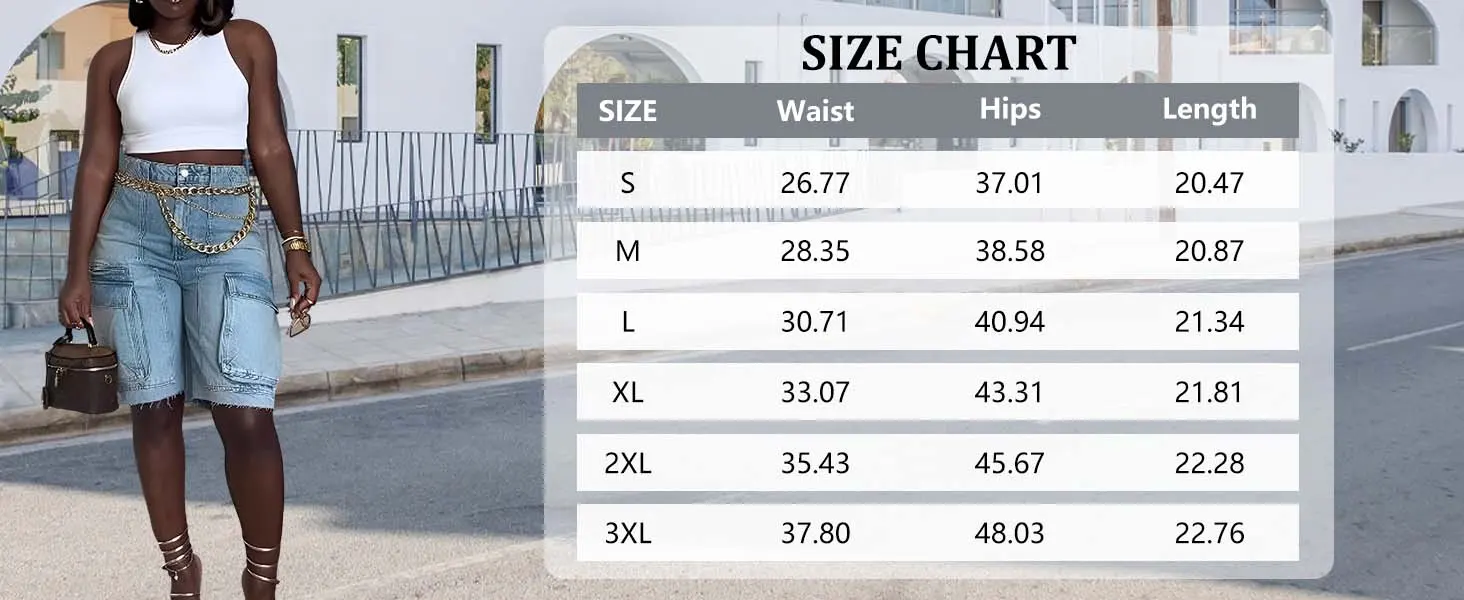 SIZE CHART
SIZE Waist Hips Length
S 26.77 37.01 20.47
M 28.35 38.58 20.87
L 30.71 40.94 21.34
XL 33.07 43.31 21.81
2XL 35.43 45.67 22.28
3XL 37.80 48.03 22.76